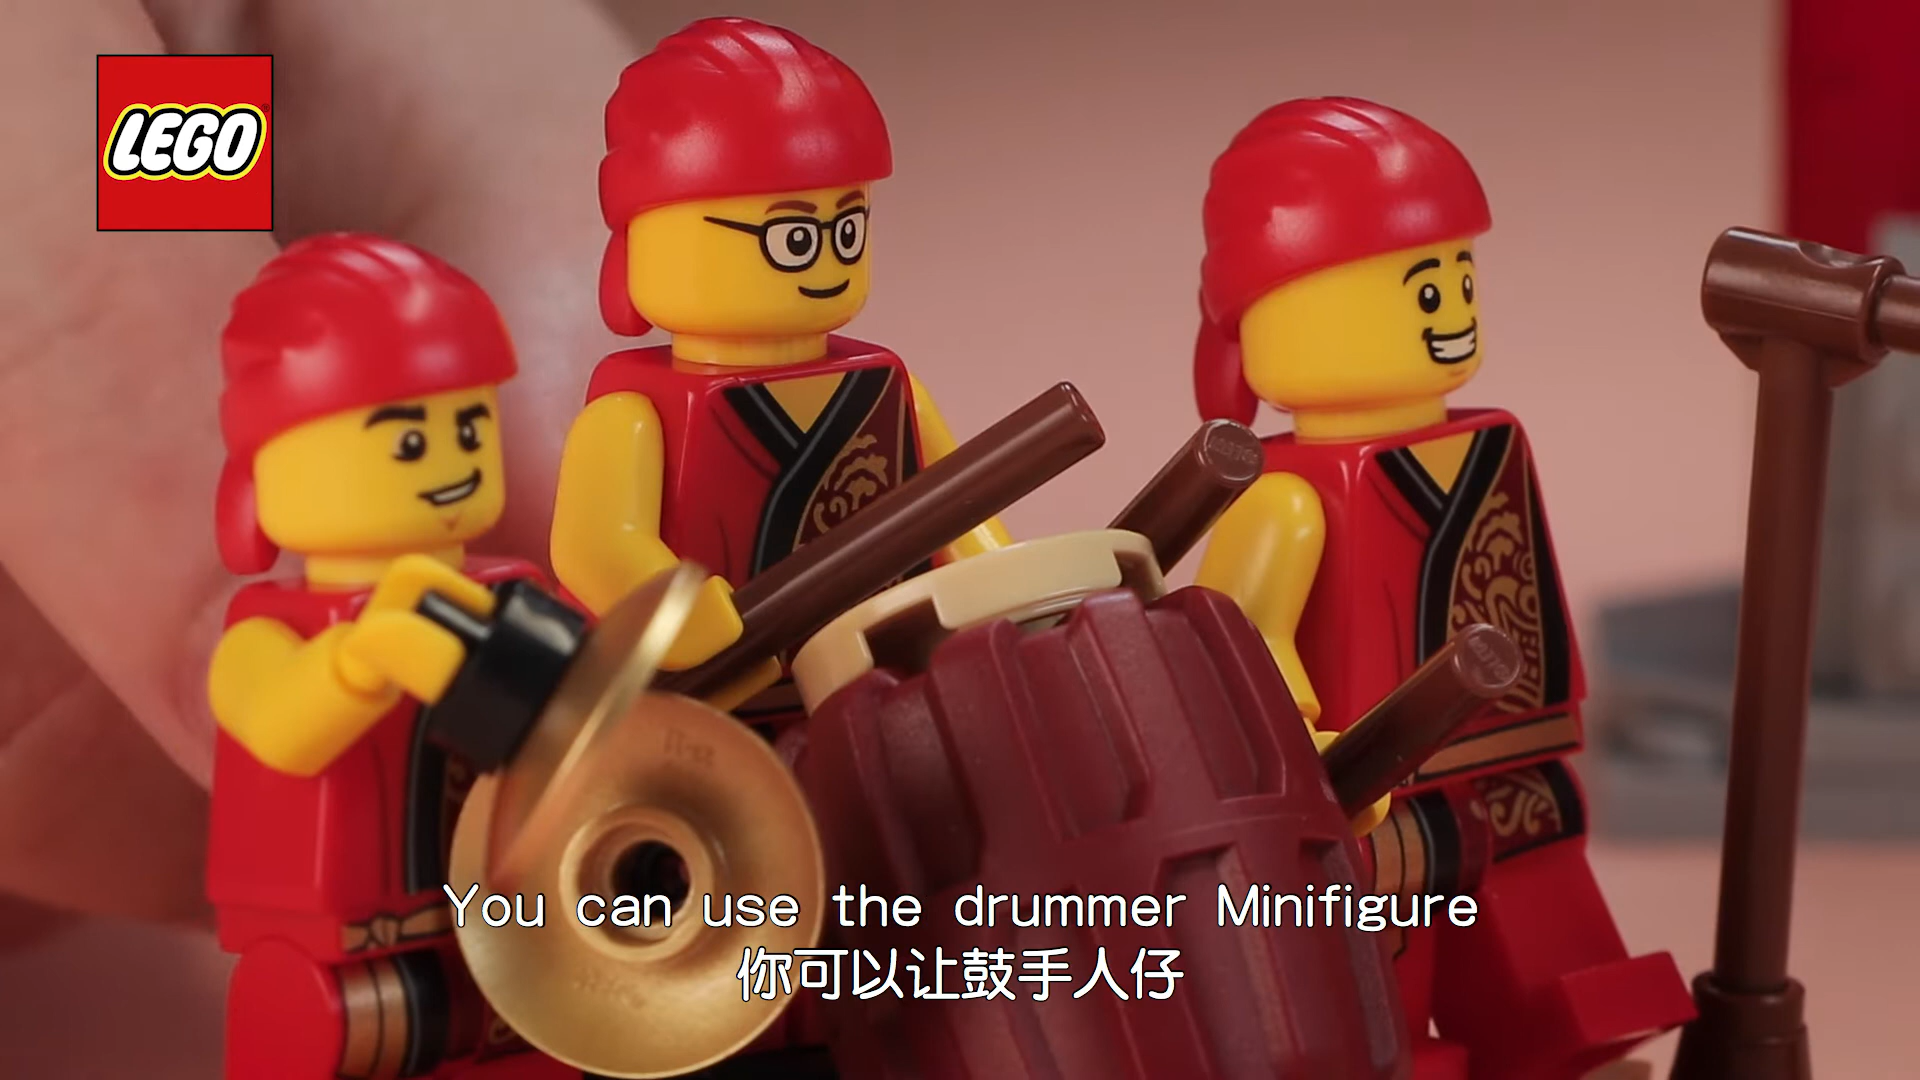 LEGO
You can use the drummer Minifigure
你可以让鼓手人仔